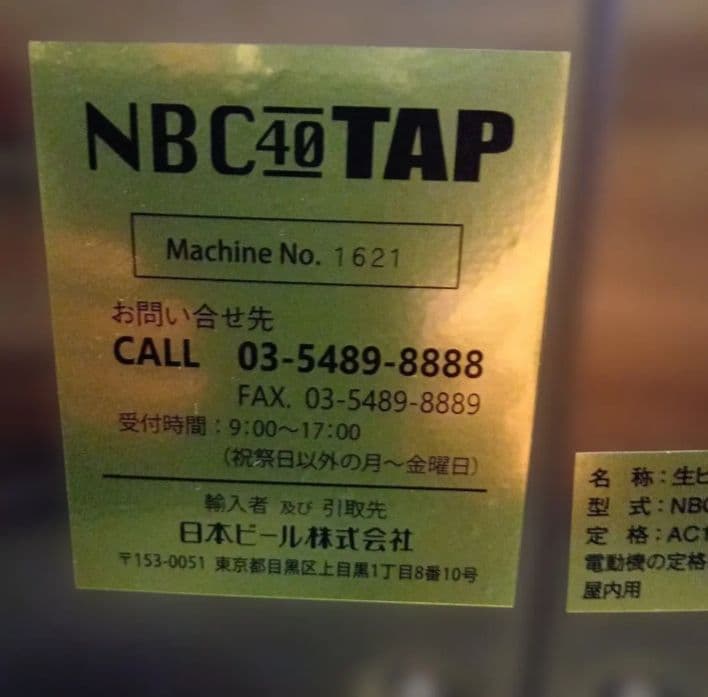 NBC40TAP
Machine No. 1621
お問い合せ先
CALL 03-5489-8888
FAX. 03-5489-8889
受付時間：9:00～17:00
（祝祭日以外の月～金曜日）
輸入者 及び 引取先
日本ビール株式会社
〒153-0051 東京都目黒区上目黒1丁目8番10号
名 称：生ビ
型 式：NBC
定 格：AC1
電動機の定格
屋内用